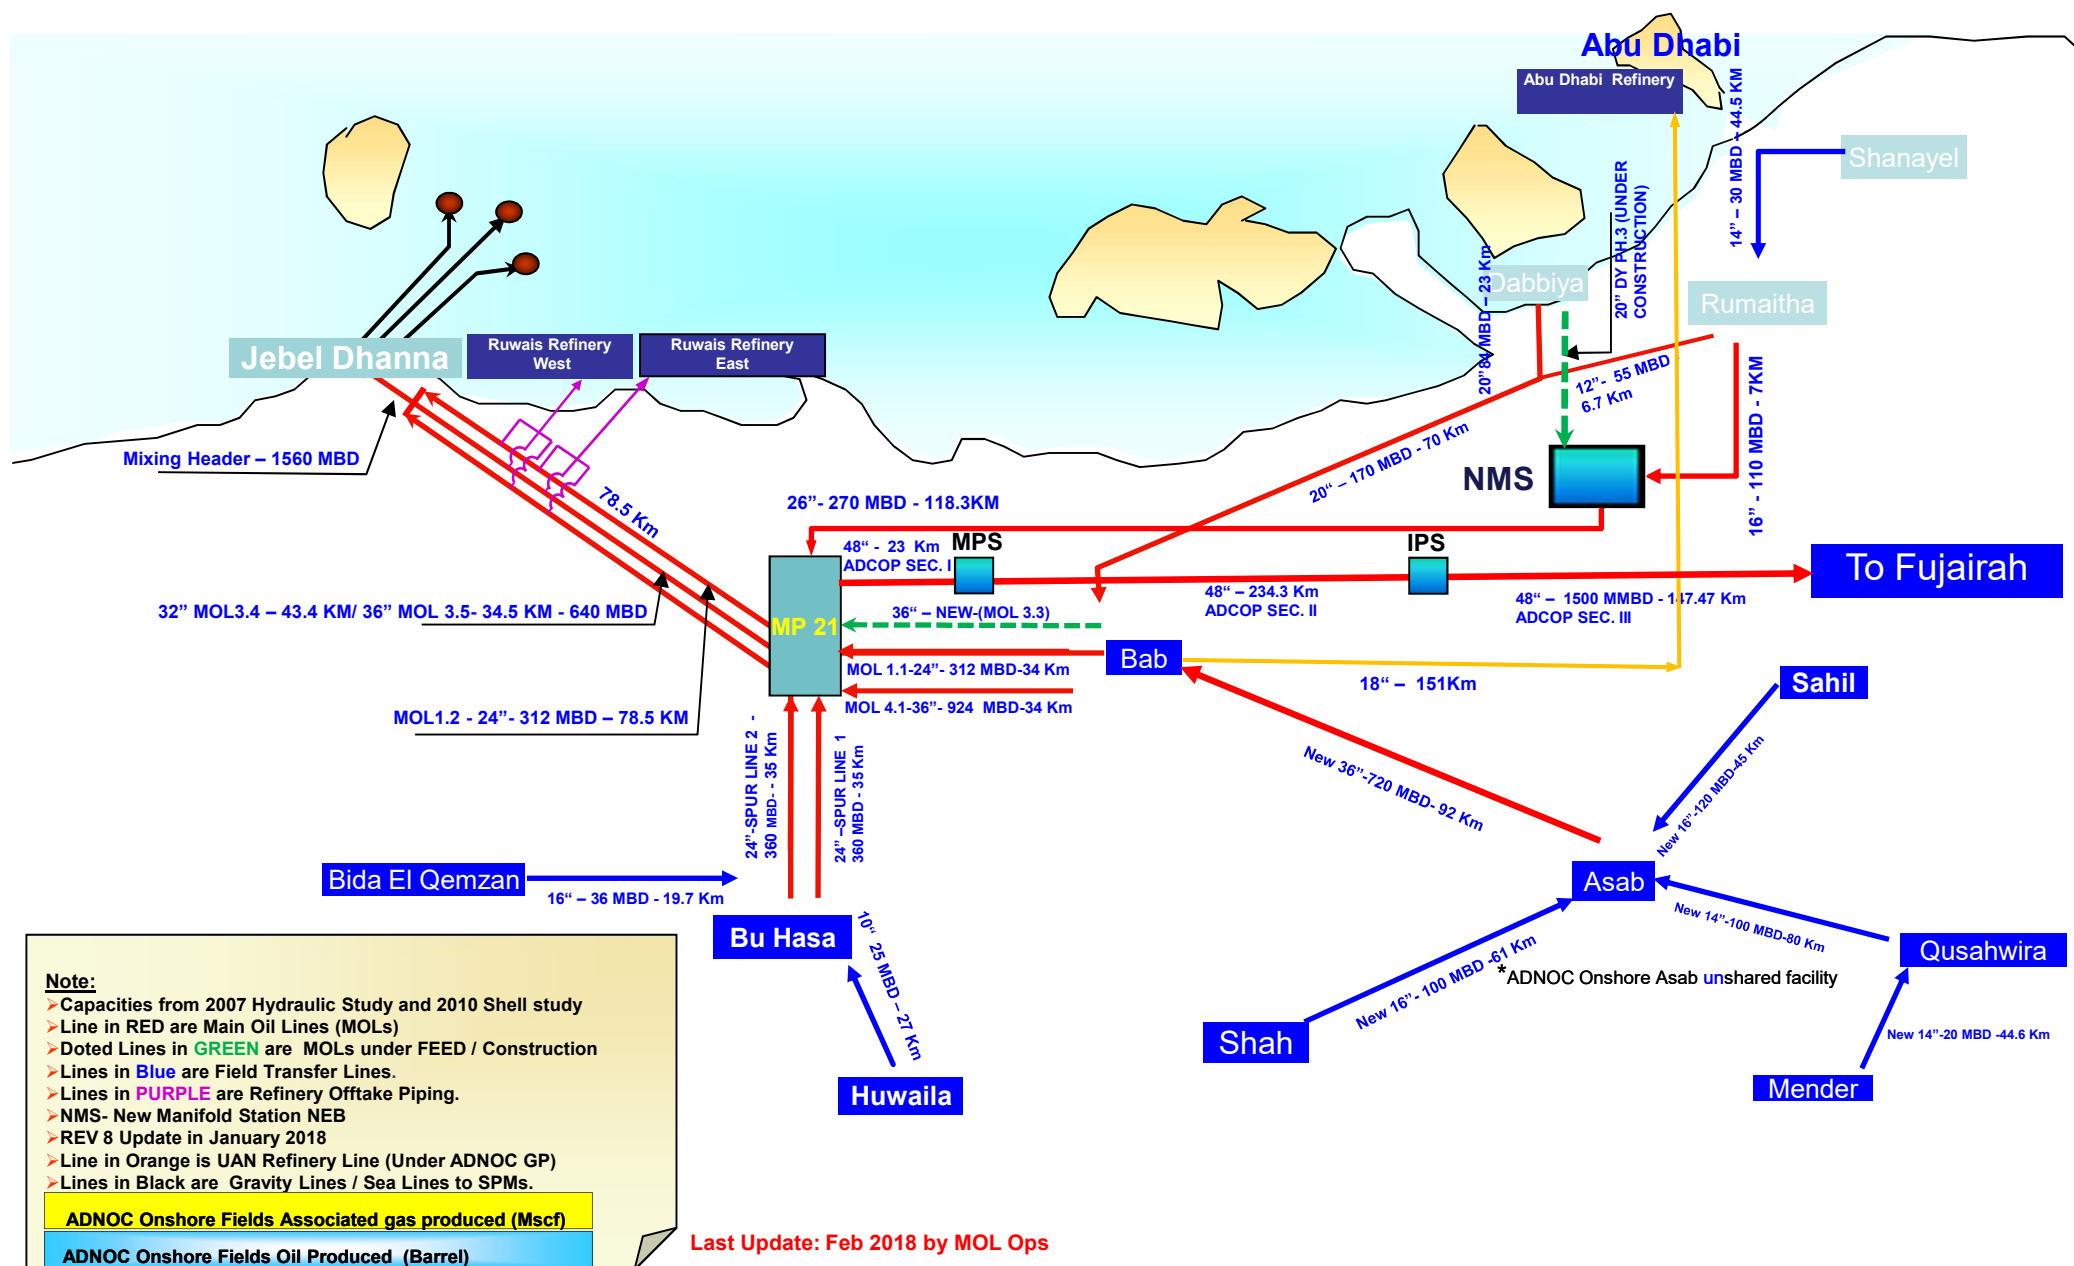 Abu Dhabi
Abu Dhabi  Refinery
14” – 30 MBD – 44.5 KM
Shanayel
20” DY PH.3 (UNDER
CONSTRUCTION)
20”84 MBD – 23 Km
Dabbiya
Rumaitha
Jebel Dhanna
Ruwais Refinery
West
Ruwais Refinery
East
12”-  55 MBD
6.7 Km
16” - 110 MBD - 7KM
Mixing Header – 1560 MBD
78.5 Km
20“ – 170 MBD - 70 Km
NMS
26”- 270 MBD - 118.3KM
48“ -  23  Km
ADCOP SEC. I
MPS
IPS
To Fujairah
48“ – 234.3 Km
ADCOP SEC. II
48“ –  1500 MMBD - 147.47 Km
ADCOP SEC. III
32” MOL3.4 – 43.4 KM/ 36” MOL 3.5- 34.5 KM - 640 MBD
36“ – NEW-(MOL 3.3)
MP 21
Bab
MOL 1.1-24”- 312 MBD-34 Km
18“ –  151Km
Sahil
MOL 4.1-36”- 924  MBD-34 Km
MOL1.2 - 24”- 312 MBD – 78.5 KM
24”-SPUR LINE 2  -
360 MBD- - 35 Km
24” –SPUR LINE  1
360 MBD - 35 Km
New 36”-720 MBD- 92 Km
New 16”-120 MBD-45 Km
Bida El Qemzan
16“ – 36 MBD - 19.7 Km
Asab
New 14”-100 MBD-80 Km
Bu Hasa
10“  25 MBD – 27 Km
Qusahwira
New 16”- 100 MBD -61 Km
*ADNOC Onshore Asab unshared facility
Shah
New 14”-20 MBD -44.6 Km
Huwaila
Mender
Note:
➢Capacities from 2007 Hydraulic Study and 2010 Shell study
➢Line in RED are Main Oil Lines (MOLs)
➢Doted Lines in GREEN are  MOLs under FEED / Construction
➢Lines in Blue are Field Transfer Lines.
➢Lines in PURPLE are Refinery Offtake Piping.
➢NMS- New Manifold Station NEB
➢REV 8 Update in January 2018
➢Line in Orange is UAN Refinery Line (Under ADNOC GP)
➢Lines in Black are  Gravity Lines / Sea Lines to SPMs.
ADNOC Onshore Fields Associated gas produced (Mscf)
ADNOC Onshore Fields Oil Produced  (Barrel)
Last Update: Feb 2018 by MOL Ops